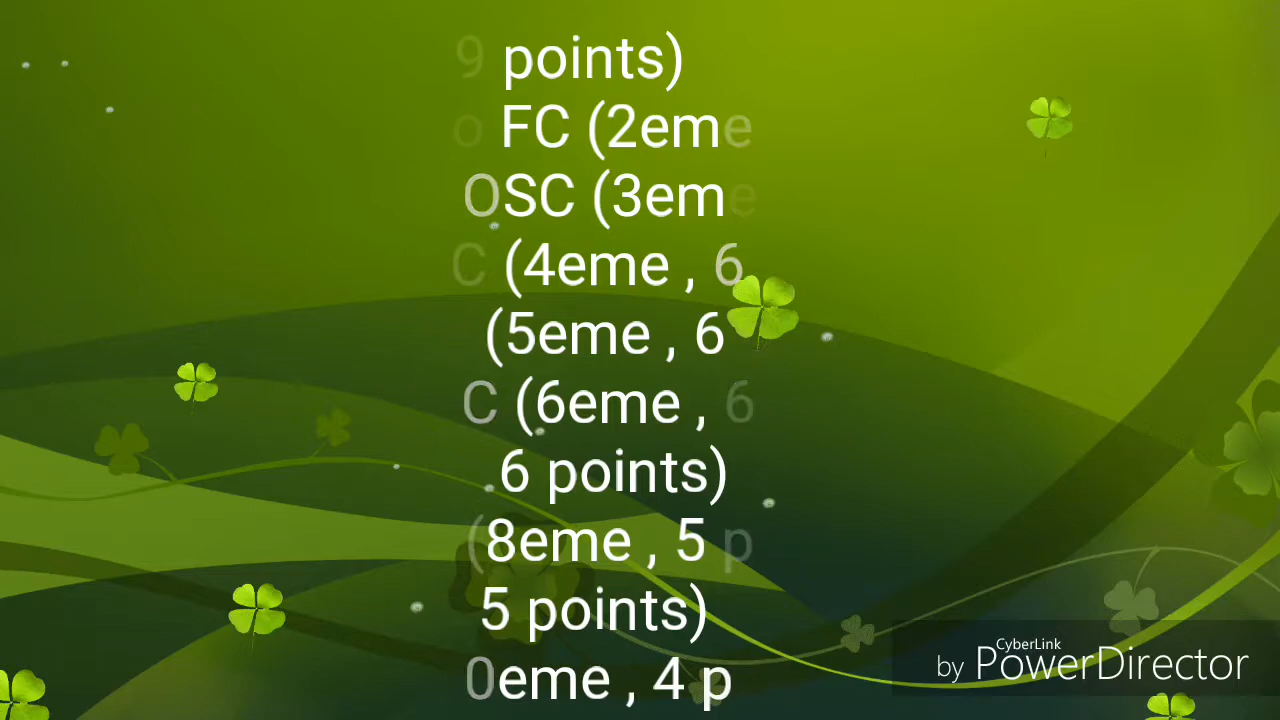 9 points)
o FC (2eme
OSC (3eme
C (4eme , 6
(5eme , 6
C (6eme , 6
6 points)
(8eme , 5 p
5 points)
0eme , 4 p
CyberLink
by PowerDirector